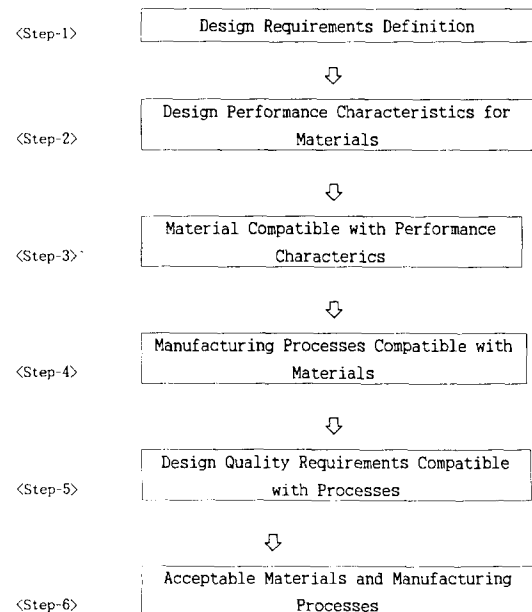 <Step-1> Design Requirements Definition
Design Performance Characteristics for
<Step-2>
Materials
Material Compatible with Performance
<Step-3>
Characterics
Manufacturing Processes Compatible with
<Step-4>
Materials
Design Quality Requirements Compatible
<Step-5>
with Processes
Acceptable Materials and Manufacturing
<Step-6>
Processes